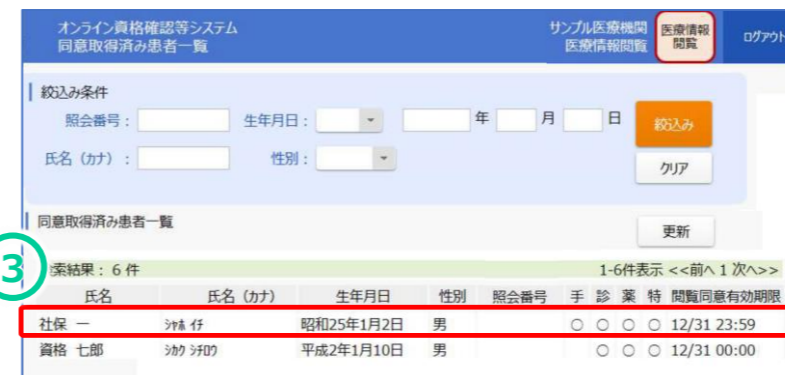 オンライン資格確認等システム
同意取得済み患者一覧
サンプル医療機関
医療情報閲覧
医療情報
閲覧
ログアウト
絞込み条件
照会番号： 生年月日： 年 月 日 絞込み
氏名（カナ）： 性別： クリア
同意取得済み患者一覧 更新
3
索結果：6件 1-6件表示 <<前へ 1 次へ>>
氏名 氏名（カナ） 生年月日 性別 照会番号 手 診 薬 特 閲覧同意有効期限
社保 一 ｼｬﾎ ｲﾁ 昭和25年1月2日 男 ○ ○ ○ ○ 12/31 23:59
資格 七郎 ｼｶｸ ｼﾁﾛｳ 平成2年1月10日 男 ○ ○ ○ 12/31 00:00